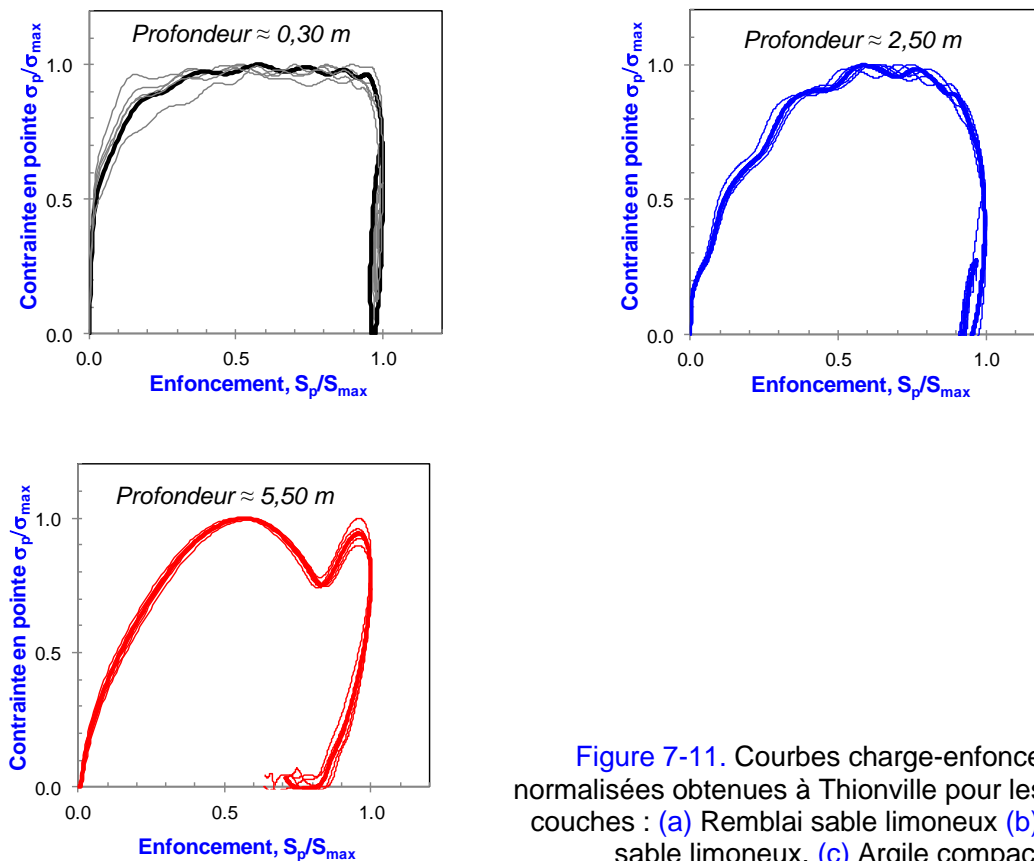 Profondeur ≈ 0,30 m
Contrainte en pointe σp/σmax
1.0
0.5
0.0
0.0 0.5 1.0
Enfoncement, Sp/Smax
Profondeur ≈ 2,50 m
Contrainte en pointe σp/σmax
1.0
0.5
0.0
0.0 0.5 1.0
Enfoncement, Sp/Smax
Profondeur ≈ 5,50 m
Contrainte en pointe σp/σmax
1.0
0.5
0.0
0.0 0.5 1.0
Enfoncement, Sp/Smax
Figure 7-11. Courbes charge-enfonce
normalisées obtenues à Thionville pour les
couches : (a) Remblai sable limoneux (b)
sable limoneux, (c) Argile compac